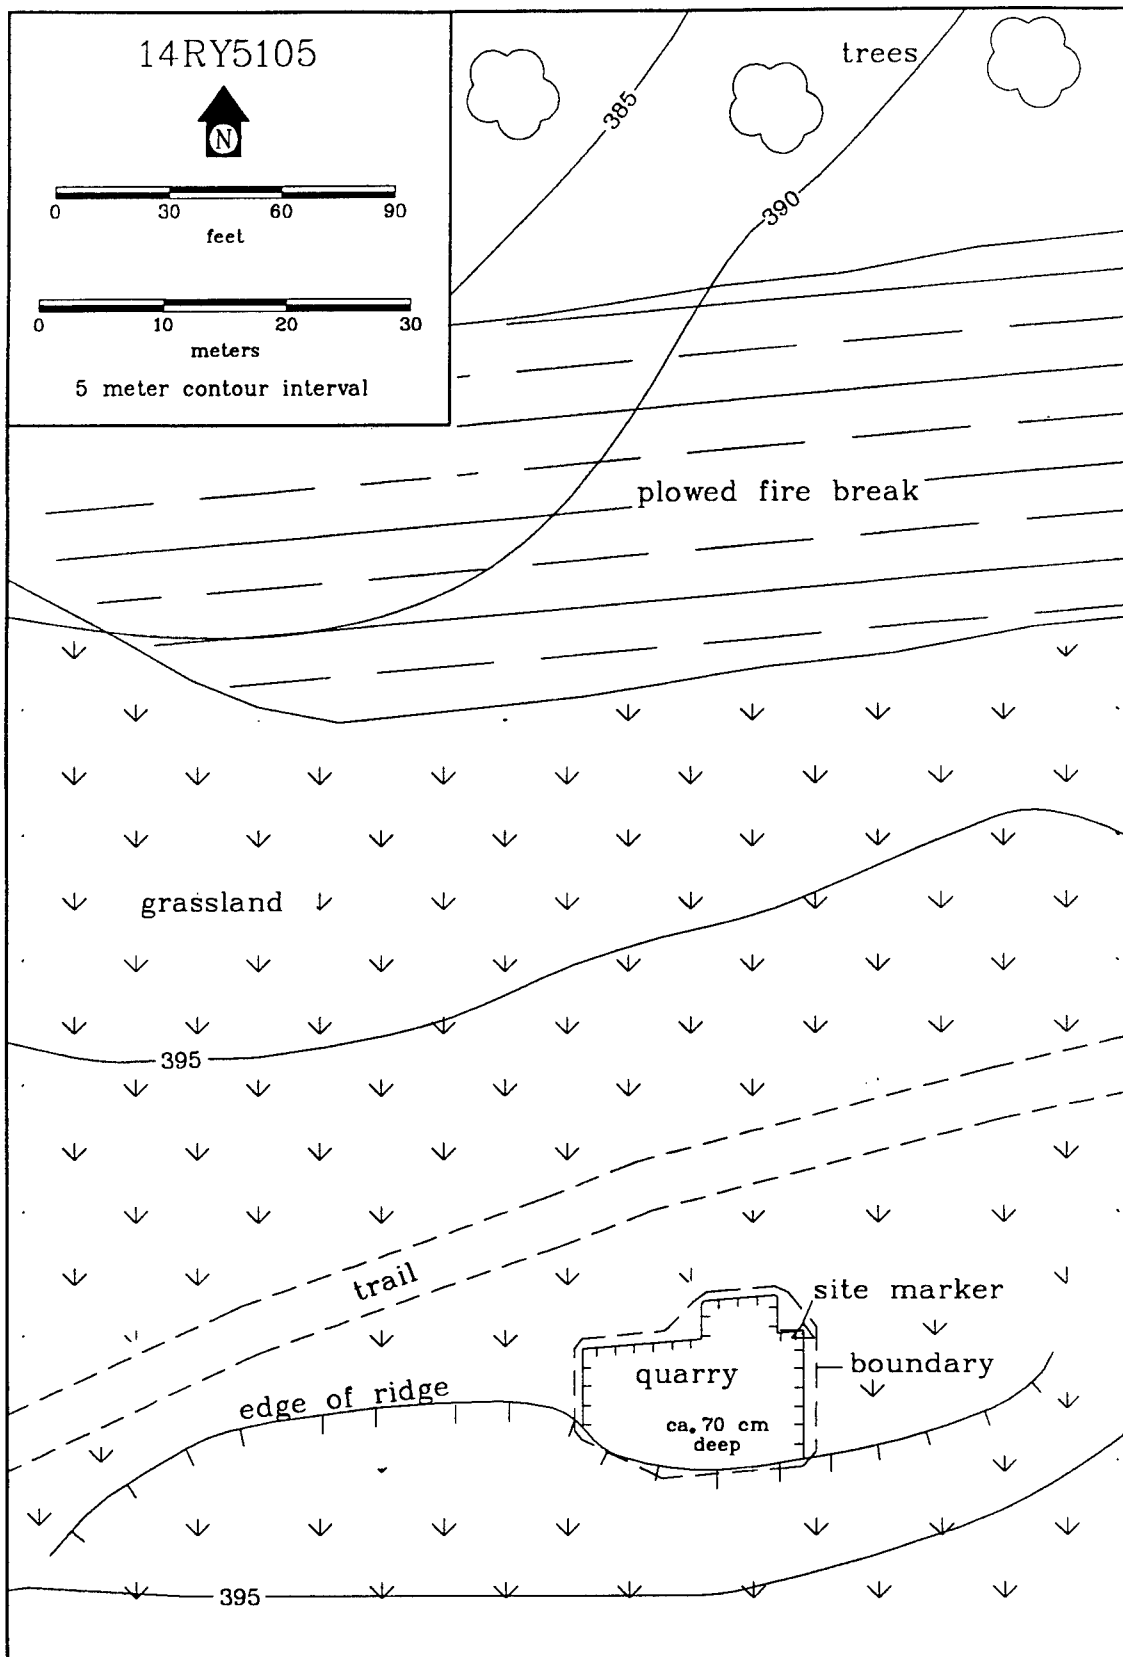 14RY5105
N
0 30 60 90
feet
0 10 20 30
meters
5 meter contour interval
trees
385
390
plowed fire break
grassland
395
trail
site marker
quarry
boundary
edge of ridge
ca. 70 cm
deep
395